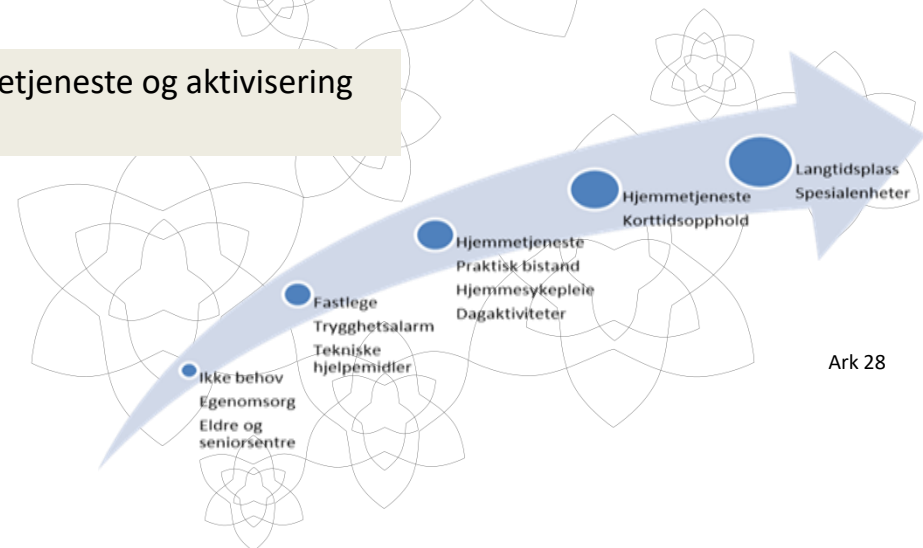 etjeneste og aktivisering
Ikke behov
Egenomsorg
Eldre og
seniorsentre
Fastlege
Trygghetsalarm
Tekniske
hjelpemidler
Hjemmetjeneste
Praktisk bistand
Hjemmesykepleie
Dagaktiviteter
Hjemmetjeneste
Korttidsopphold
Langtidsplass
Spesialenheter
Ark 28